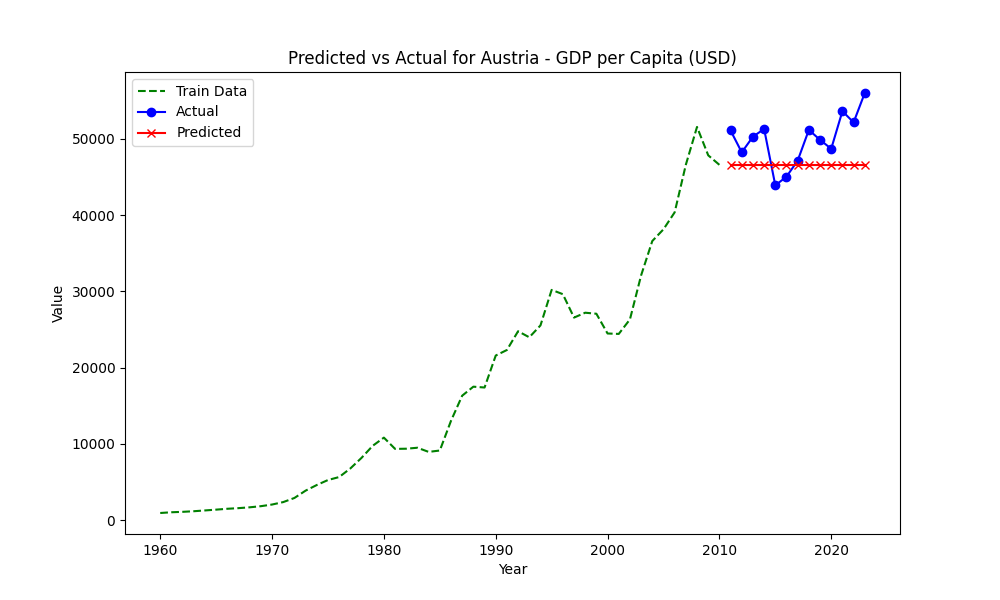 Predicted vs Actual for Austria - GDP per Capita (USD)
Train Data
Actual
Predicted
Value
50000
40000
30000
20000
10000
0
1960 1970 1980 1990 2000 2010 2020
Year